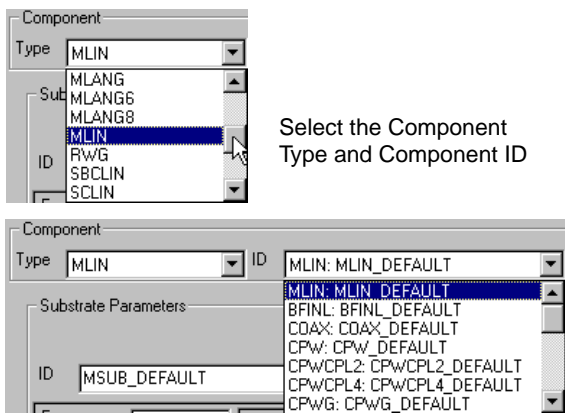 Component
Type MLIN
MLANG
Sub MLANG6
MLANG8
MLIN
ID RWG
SBCLIN
SCLIN
Select the Component
Type and Component ID
Component
Type MLIN ID MLIN: MLIN_DEFAULT
MLIN: MLIN_DEFAULT
Substrate Parameters BFINL: BFINL_DEFAULT
COAX: COAX_DEFAULT
CPW: CPW_DEFAULT
CPWCPL2: CPWCPL2_DEFAULT
ID MSUB_DEFAULT CPWCPL4: CPWCPL4_DEFAULT
CPWG: CPWG_DEFAULT